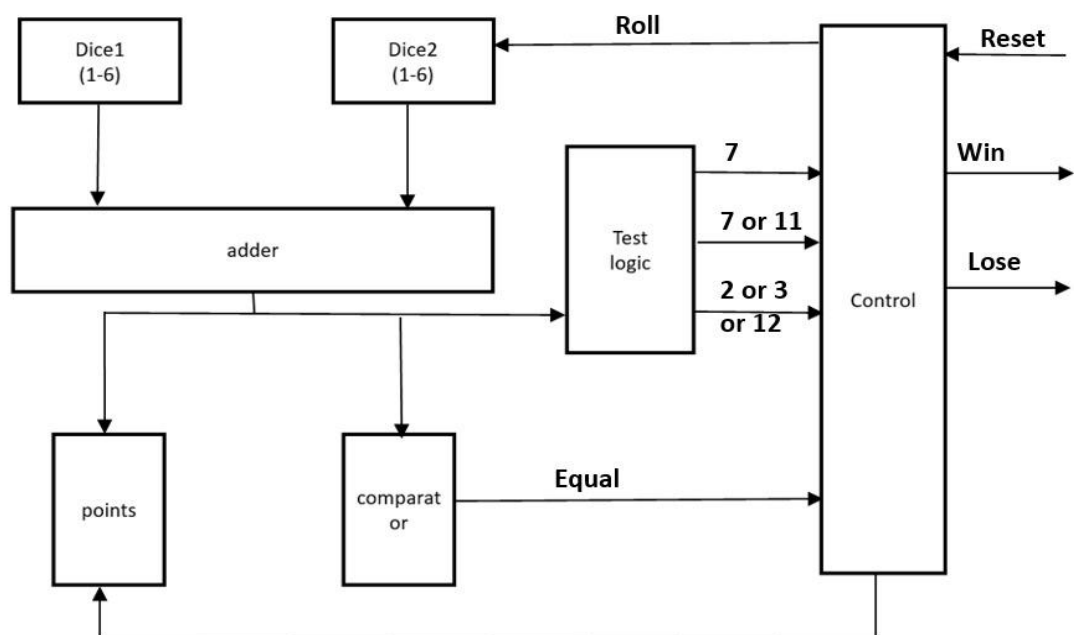 Dice1
(1-6)
Dice2
(1-6)
Roll
Reset
7
Win
7 or 11
Test
logic
adder
Lose
2 or 3
or 12
Control
Equal
points
comparat
or